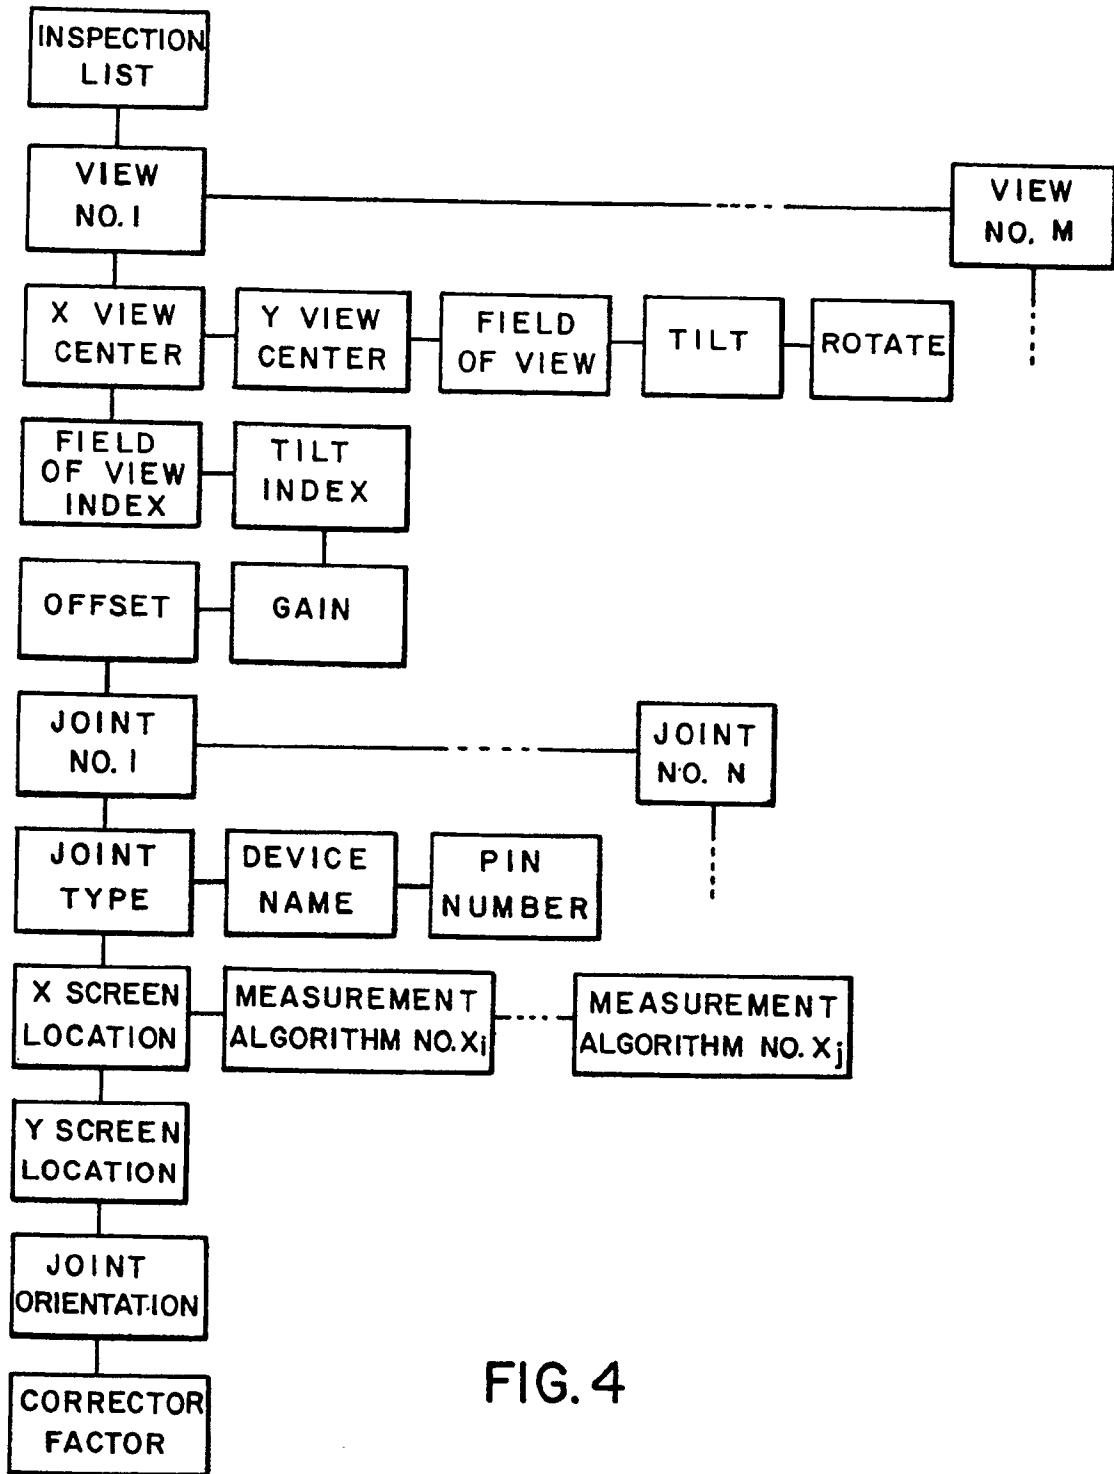 INSPECTION
LIST
VIEW
NO. 1
VIEW
NO. M
X VIEW
CENTER
Y VIEW
CENTER
FIELD
OF VIEW
TILT
ROTATE
FIELD
OF VIEW
INDEX
TILT
INDEX
OFFSET
GAIN
JOINT
NO. 1
JOINT
NO. N
JOINT
TYPE
DEVICE
NAME
PIN
NUMBER
X SCREEN
LOCATION
MEASUREMENT
ALGORITHM NO. Xi
MEASUREMENT
ALGORITHM NO. Xj
Y SCREEN
LOCATION
JOINT
ORIENTATION
CORRECTOR
FACTOR
FIG. 4